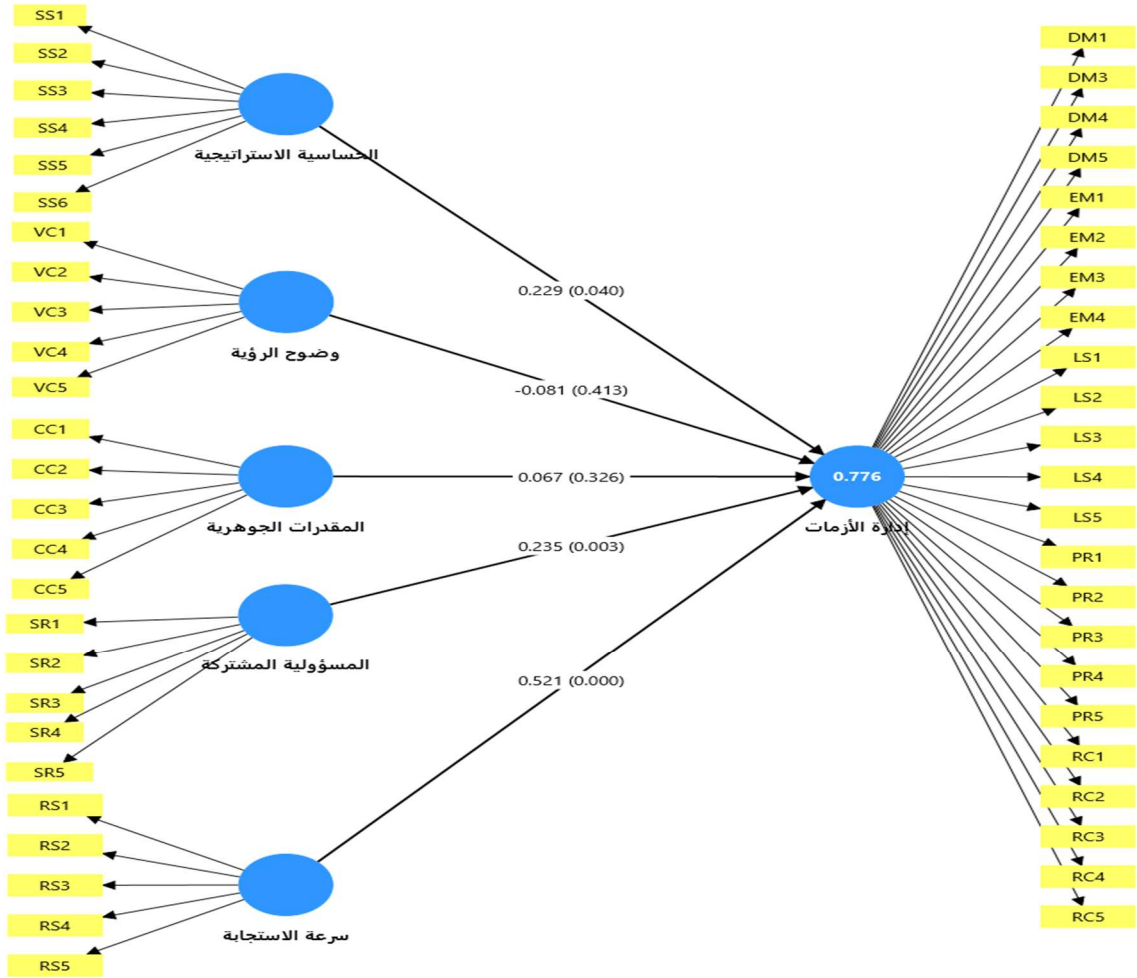 SS1
SS2
SS3
SS4
SS5
SS6
الحساسية الاستراتيجية
VC1
VC2
VC3
VC4
VC5
وضوح الرؤية
CC1
CC2
CC3
CC4
CC5
المقدرات الجوهرية
SR1
SR2
SR3
SR4
SR5
المسؤولية المشتركة
RS1
RS2
RS3
RS4
RS5
سرعة الاستجابة
0.229 (0.040)
-0.081 (0.413)
0.067 (0.326)
0.235 (0.003)
0.521 (0.000)
0.776
إدارة الأزمات
DM1
DM3
DM4
DM5
EM1
EM2
EM3
EM4
LS1
LS2
LS3
LS4
LS5
PR1
PR2
PR3
PR4
PR5
RC1
RC2
RC3
RC4
RC5